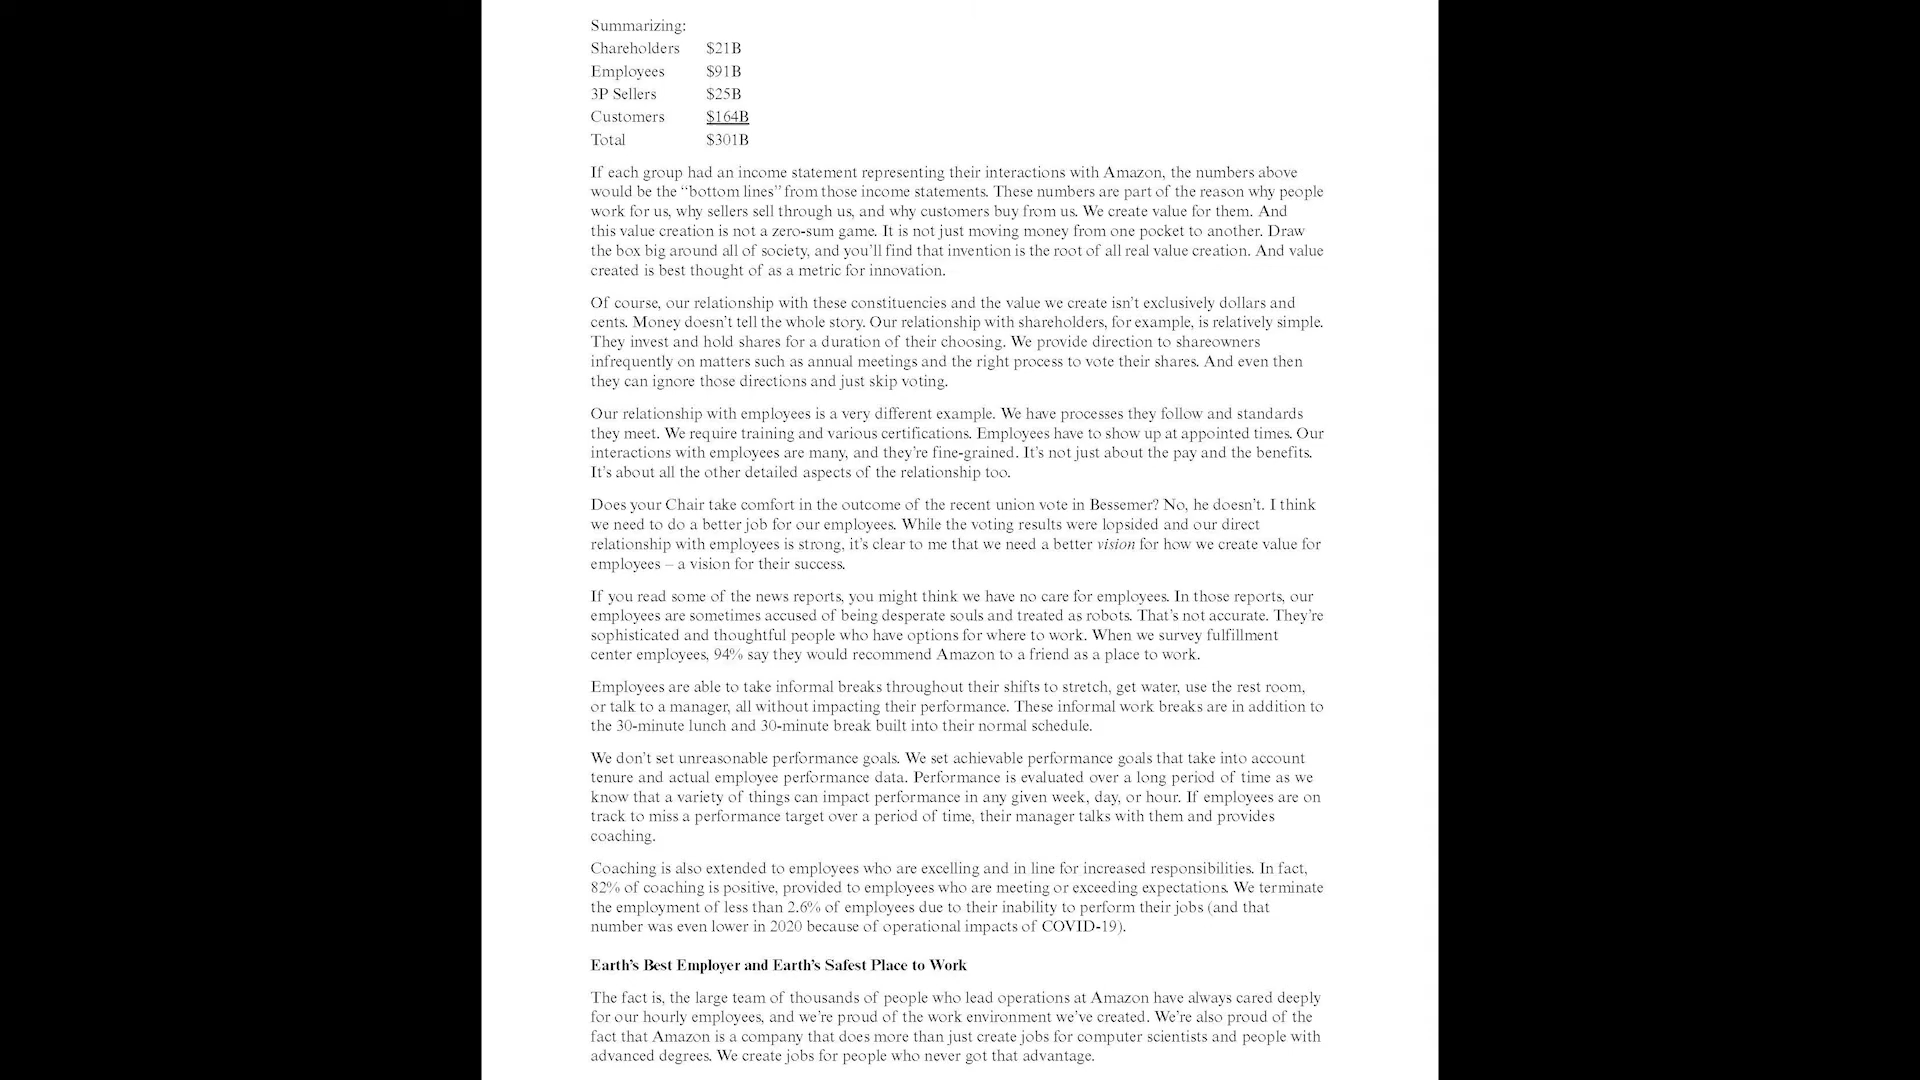 Summarizing:
Shareholders $21B
Employees $91B
3P Sellers $25B
Customers $164B
Total $301B
If each group had an income statement representing their interactions with Amazon, the numbers above
would be the “bottom lines” from those income statements. These numbers are part of the reason why people
work for us, why sellers sell through us, and why customers buy from us. We create value for them. And
this value creation is not a zero-sum game. It is not just moving money from one pocket to another. Draw
the box big around all of society, and you’ll find that invention is the root of all real value creation. And value
created is best thought of as a metric for innovation.
Of course, our relationship with these constituencies and the value we create isn’t exclusively dollars and
cents. Money doesn’t tell the whole story. Our relationship with shareholders, for example, is relatively simple.
They invest and hold shares for a duration of their choosing. We provide direction to shareowners
infrequently on matters such as annual meetings and the right process to vote their shares. And even then
they can ignore those directions and just skip voting.
Our relationship with employees is a very different example. We have processes they follow and standards
they meet. We require training and various certifications. Employees have to show up at appointed times. Our
interactions with employees are many, and they’re fine-grained. It’s not just about the pay and the benefits.
It’s about all the other detailed aspects of the relationship too.
Does your Chair take comfort in the outcome of the recent union vote in Bessemer? No, he doesn’t. I think
we need to do a better job for our employees. While the voting results were lopsided and our direct
relationship with employees is strong, it’s clear to me that we need a better vision for how we create value for
employees – a vision for their success.
If you read some of the news reports, you might think we have no care for employees. In those reports, our
employees are sometimes accused of being desperate souls and treated as robots. That’s not accurate. They’re
sophisticated and thoughtful people who have options for where to work. When we survey fulfillment
center employees, 94% say they would recommend Amazon to a friend as a place to work.
Employees are able to take informal breaks throughout their shifts to stretch, get water, use the rest room,
or talk to a manager, all without impacting their performance. These informal work breaks are in addition to
the 30-minute lunch and 30-minute break built into their normal schedule.
We don’t set unreasonable performance goals. We set achievable performance goals that take into account
tenure and actual employee performance data. Performance is evaluated over a long period of time as we
know that a variety of things can impact performance in any given week, day, or hour. If employees are on
track to miss a performance target over a period of time, their manager talks with them and provides
coaching.
Coaching is also extended to employees who are excelling and in line for increased responsibilities. In fact,
82% of coaching is positive, provided to employees who are meeting or exceeding expectations. We terminate
the employment of less than 2.6% of employees due to their inability to perform their jobs (and that
number was even lower in 2020 because of operational impacts of COVID-19).
Earth’s Best Employer and Earth’s Safest Place to Work
The fact is, the large team of thousands of people who lead operations at Amazon have always cared deeply
for our hourly employees, and we’re proud of the work environment we’ve created. We’re also proud of the
fact that Amazon is a company that does more than just create jobs for computer scientists and people with
advanced degrees. We create jobs for people who never got that advantage.